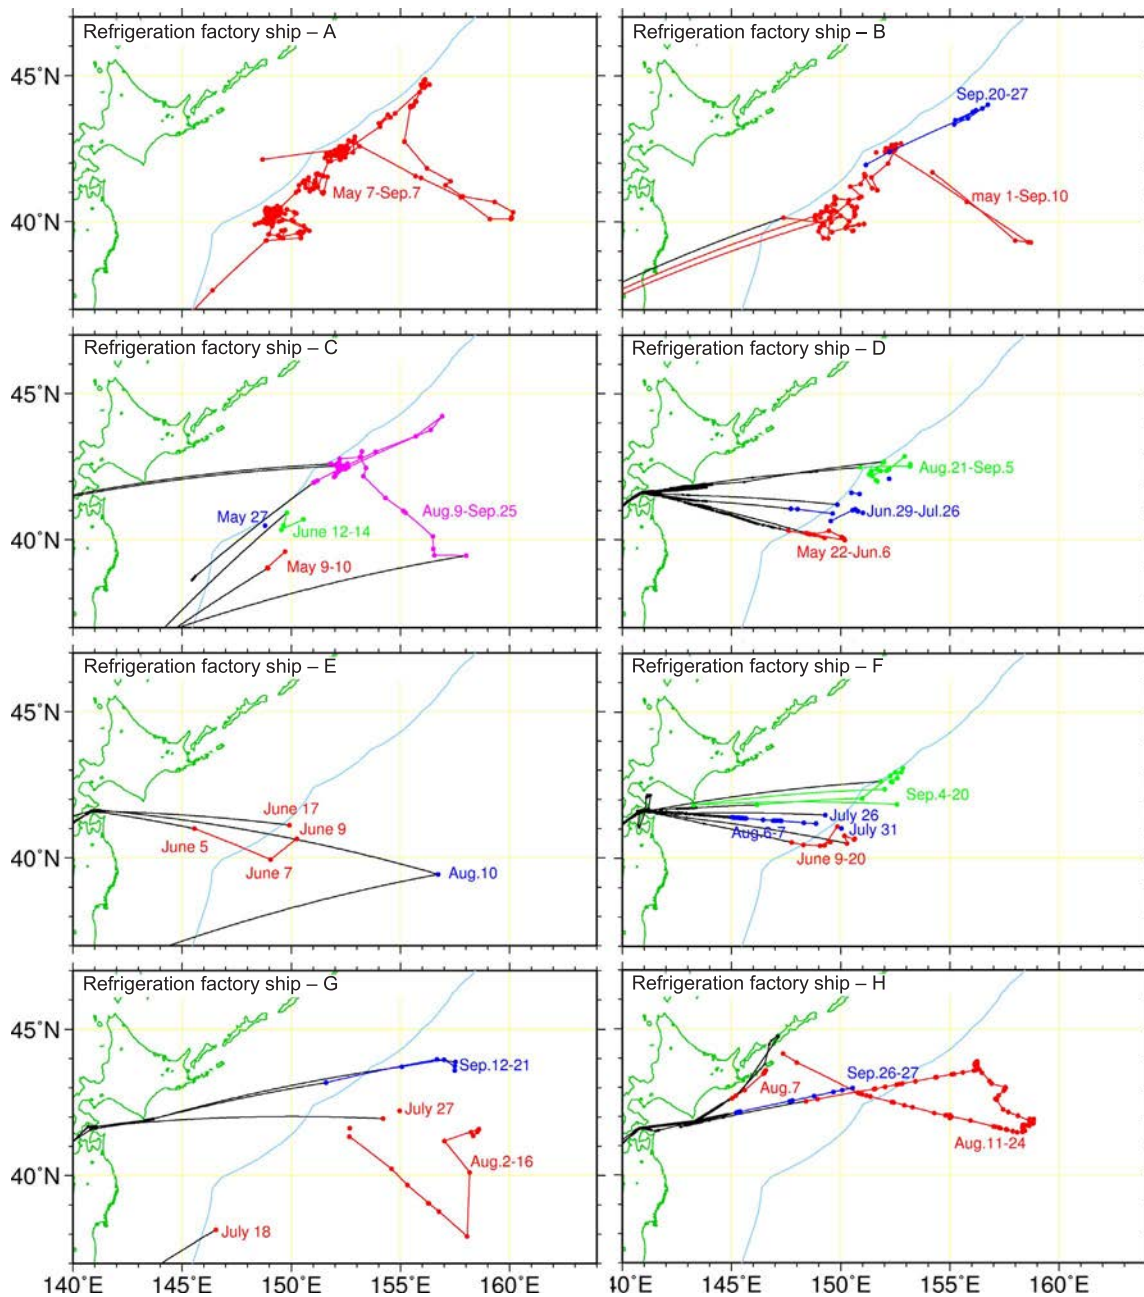 Refrigeration factory ship – A
45°N
May 7-Sep.7
40°N
Refrigeration factory ship – B
Sep.20-27
may 1-Sep.10
Refrigeration factory ship – C
45°N
May 27
Aug.9-Sep.25
June 12-14
40°N
May 9-10
Refrigeration factory ship – D
Aug.21-Sep.5
Jun.29-Jul.26
May 22-Jun.6
Refrigeration factory ship – E
45°N
June 17
June 9
June 5
40°N
June 7
Aug.10
Refrigeration factory ship – F
Sep.4-20
July 26
Aug.6-7
July 31
June 9-20
Refrigeration factory ship – G
45°N
Sep.12-21
July 27
Aug.2-16
40°N
July 18
Refrigeration factory ship – H
Sep.26-27
Aug.7
Aug.11-24
140°E 145°E 150°E 155°E 160°E
40°E 145°E 150°E 155°E 160°E